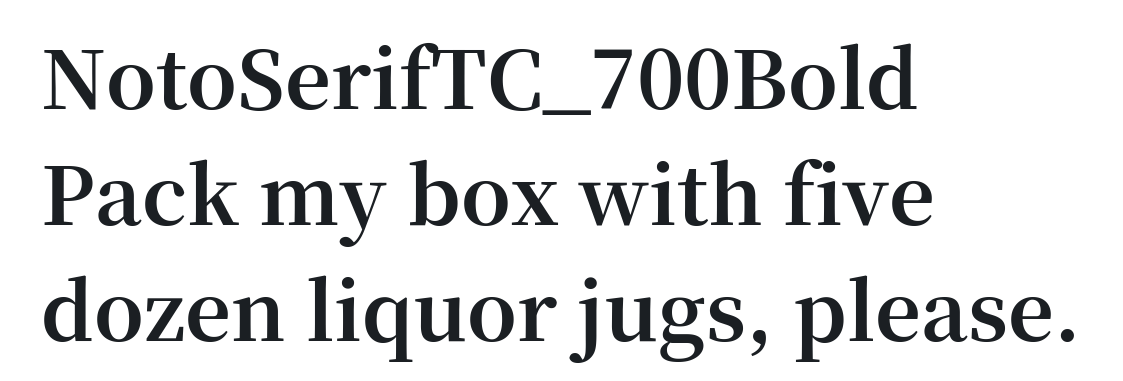 NotoSerifTC_700Bold
Pack my box with five
dozen liquor jugs, please.